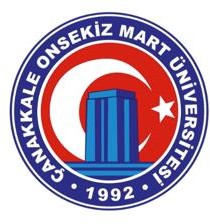 ÇANAKKALE ONSEKİZ MART ÜNİVERSİTESİ
• 1992 •